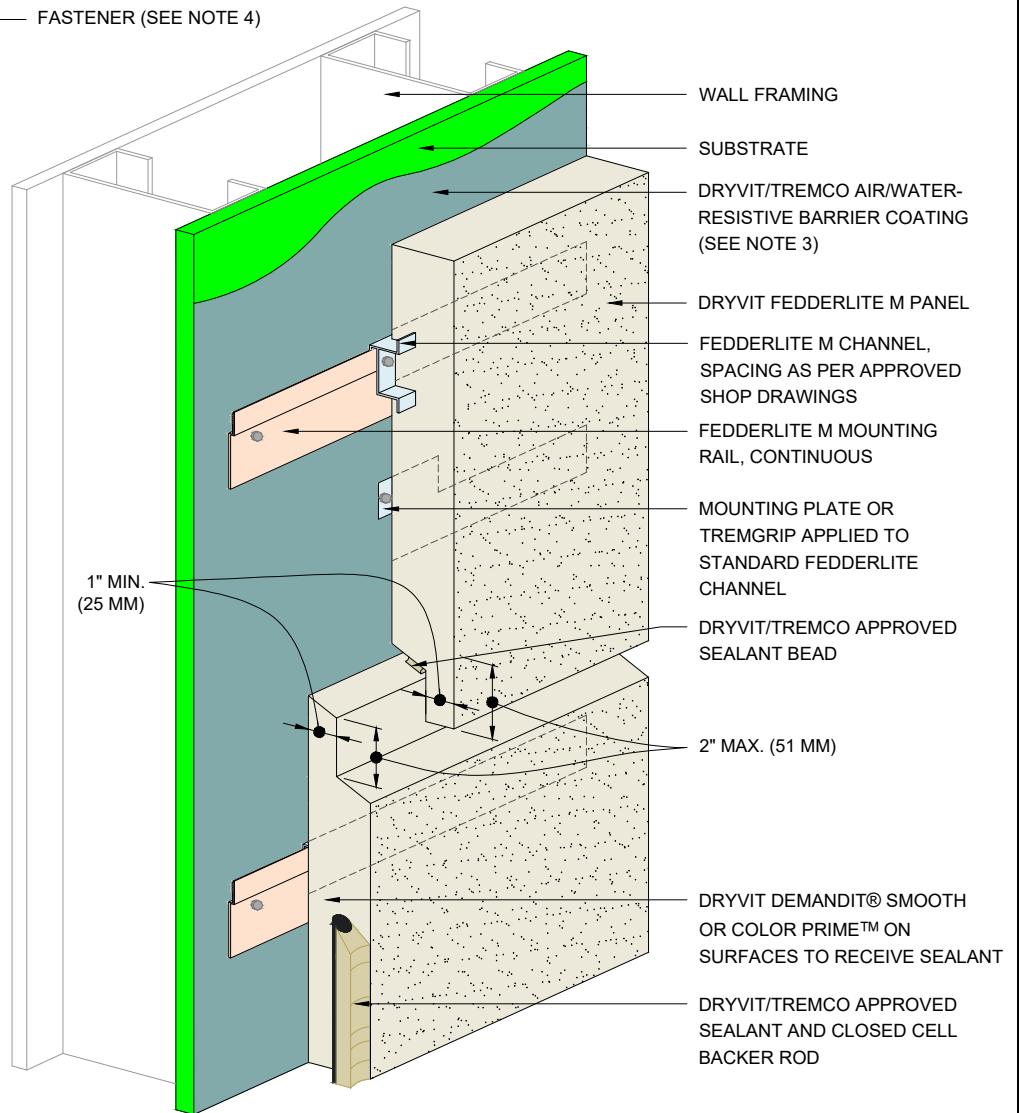 FASTENER (SEE NOTE 4)
WALL FRAMING
SUBSTRATE
DRYVIT/TREMCO AIR/WATER-
RESISTIVE BARRIER COATING
(SEE NOTE 3)
DRYVIT FEDDERLITE M PANEL
FEDDERLITE M CHANNEL,
SPACING AS PER APPROVED
SHOP DRAWINGS
FEDDERLITE M MOUNTING
RAIL, CONTINUOUS
MOUNTING PLATE OR
TREMGRIP APPLIED TO
STANDARD FEDDERLITE
CHANNEL
1" MIN.
(25 MM)
DRYVIT/TREMCO APPROVED
SEALANT BEAD
2" MAX. (51 MM)
DRYVIT DEMANDIT® SMOOTH
OR COLOR PRIME™ ON
SURFACES TO RECEIVE SEALANT
DRYVIT/TREMCO APPROVED
SEALANT AND CLOSED CELL
BACKER ROD